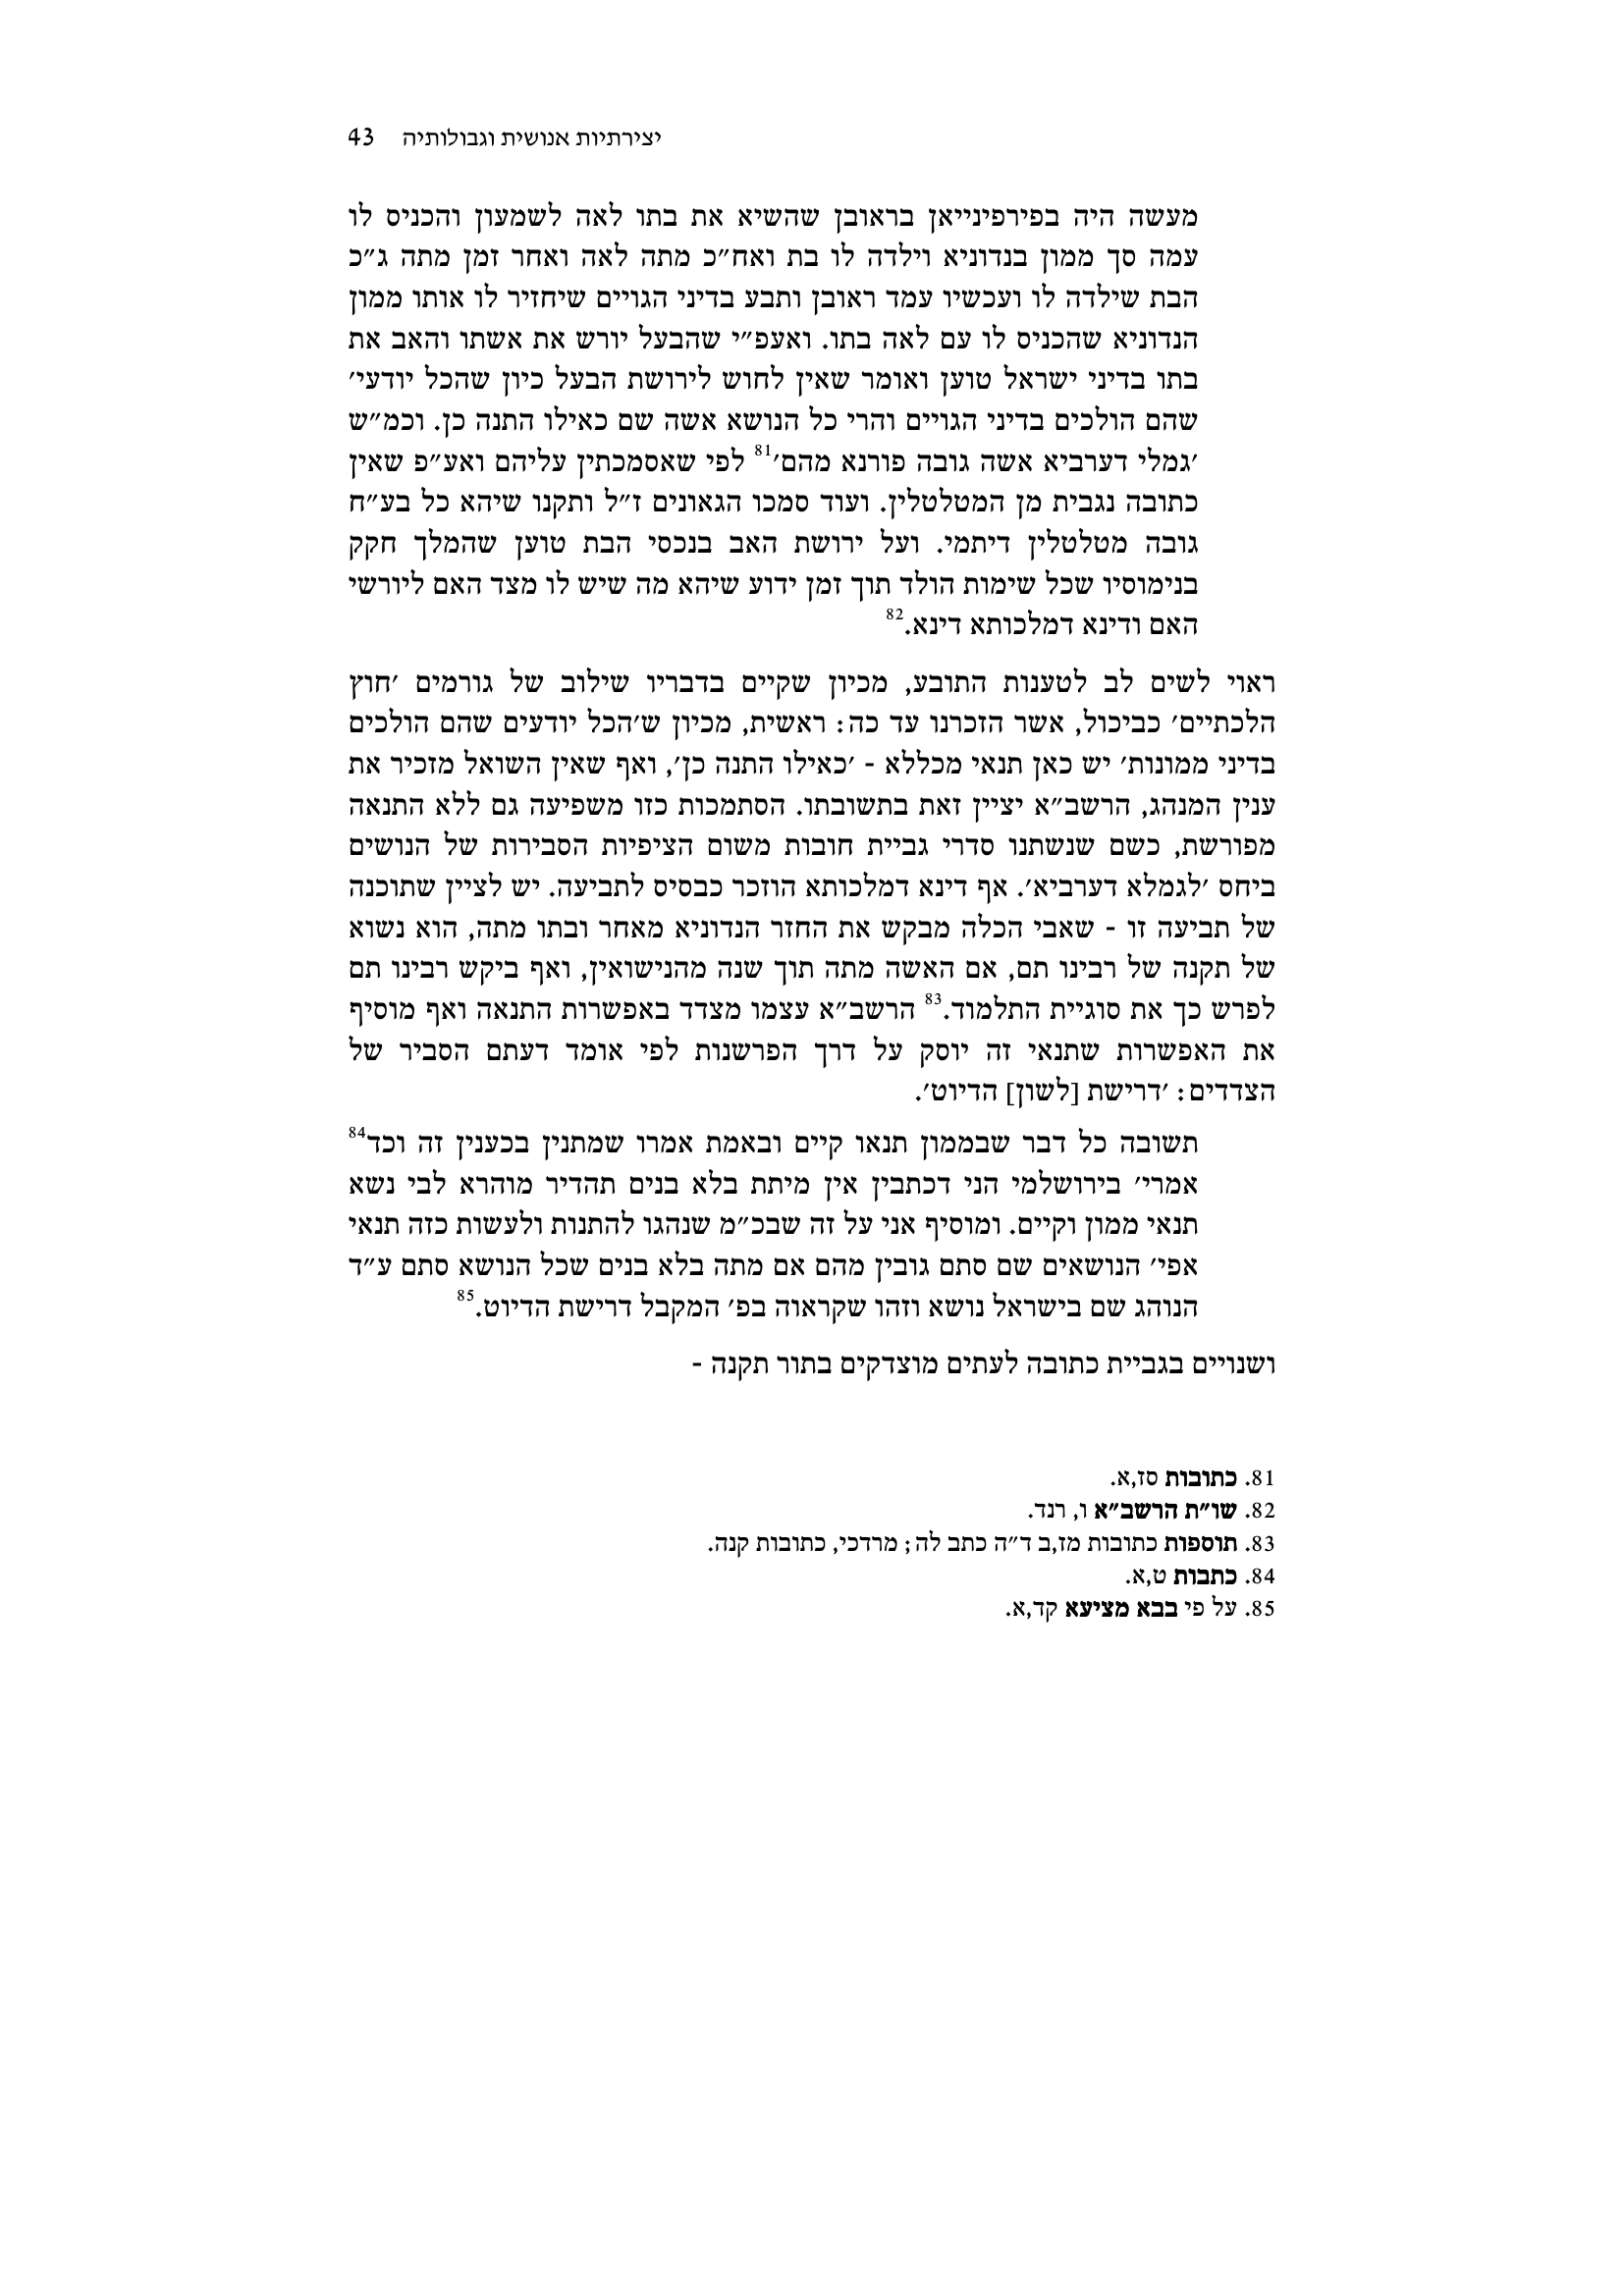 יצירתיות אנושית וגבולותיה 43
מעשה היה בפירפינייאן בראובן שהשיא את בתו לאה לשמעון והכניס לו
עמה סך ממון בנדוניא וילדה לו בת ואח״כ מתה לאה ואחר זמן מתה ג״כ
הבת שילדה לו ועכשיו עמד ראובן ותבע בדיני הגויים שיחזיר לו אותו ממון
הנדוניא שהכניס לו עם לאה בתו. ואעפ״י שהבעל יורש את אשתו והאב את
בתו בדיני ישראל טוען ואומר שאין לחוש לירושת הבעל כיון שהכל יודעי׳
שהם הולכים בדיני הגויים והרי כל הנושא אשה שם כאילו התנה כן. וכמ״ש
׳גמלי דערביא אשה גובה פורנא מהם׳81 לפי שאסמכתין עליהם ואע״פ שאין
כתובה נגבית מן המטלטלין. ועוד סמכו הגאונים ז״ל ותקנו שיהא כל בע״ח
גובה מטלטלין דיתמי. ועל ירושת האב בנכסי הבת טוען שהמלך חקק
בנימוסיו שכל שימות הולד תוך זמן ידוע שיהא מה שיש לו מצד האם ליורשי
האם ודינא דמלכותא דינא.82
ראוי לשים לב לטענות התובע, מכיון שקיים בדבריו שילוב של גורמים ׳חוץ
הלכתיים׳ כביכול, אשר הזכרנו עד כה: ראשית, מכיון ש׳הכל יודעים שהם הולכים
בדיני ממונות׳ יש כאן תנאי מכללא - ׳כאילו התנה כן׳, ואף שאין השואל מזכיר את
ענין המנהג, הרשב״א יציין זאת בתשובתו. הסתמכות כזו משפיעה גם ללא התנאה
מפורשת, כשם שנשתנו סדרי גביית חובות משום הציפיות הסבירות של הנושים
ביחס ׳לגמלא דערביא׳. אף דינא דמלכותא הוזכר כבסיס לתביעה. יש לציין שתוכנה
של תביעה זו - שאבי הכלה מבקש את החזר הנדוניא מאחר ובתו מתה, הוא נשוא
של תקנה של רבינו תם, אם האשה מתה תוך שנה מהנישואין, ואף ביקש רבינו תם
לפרש כך את סוגיית התלמוד.83 הרשב״א עצמו מצדד באפשרות התנאה ואף מוסיף
את האפשרות שתנאי זה יוסק על דרך הפרשנות לפי אומד דעתם הסביר של
הצדדים: ׳דרישת [לשון] הדיוט׳.
תשובה כל דבר שבממון תנאו קיים ובאמת אמרו שמתנין בכענין זה וכד84
אמרי׳ בירושלמי הני דכתבין אין מיתת בלא בנים תהדיר מוהרא לבי נשא
תנאי ממון וקיים. ומוסיף אני על זה שבכ״מ שנהגו להתנות ולעשות כזה תנאי
אפי׳ הנושאים שם סתם גובין מהם אם מתה בלא בנים שכל הנושא סתם ע״ד
הנוהג שם בישראל נושא וזהו שקראוה בפ׳ המקבל דרישת הדיוט.85
ושנויים בגביית כתובה לעתים מוצדקים בתור תקנה -
81. כתובות סז,א.
82. שו״ת הרשב״א ו, רנד.
83. תוספות כתובות מז,ב ד״ה כתב לה; מרדכי, כתובות קנה.
84. כתבות ט,א.
85. על פי בבא מציעא קד,א.